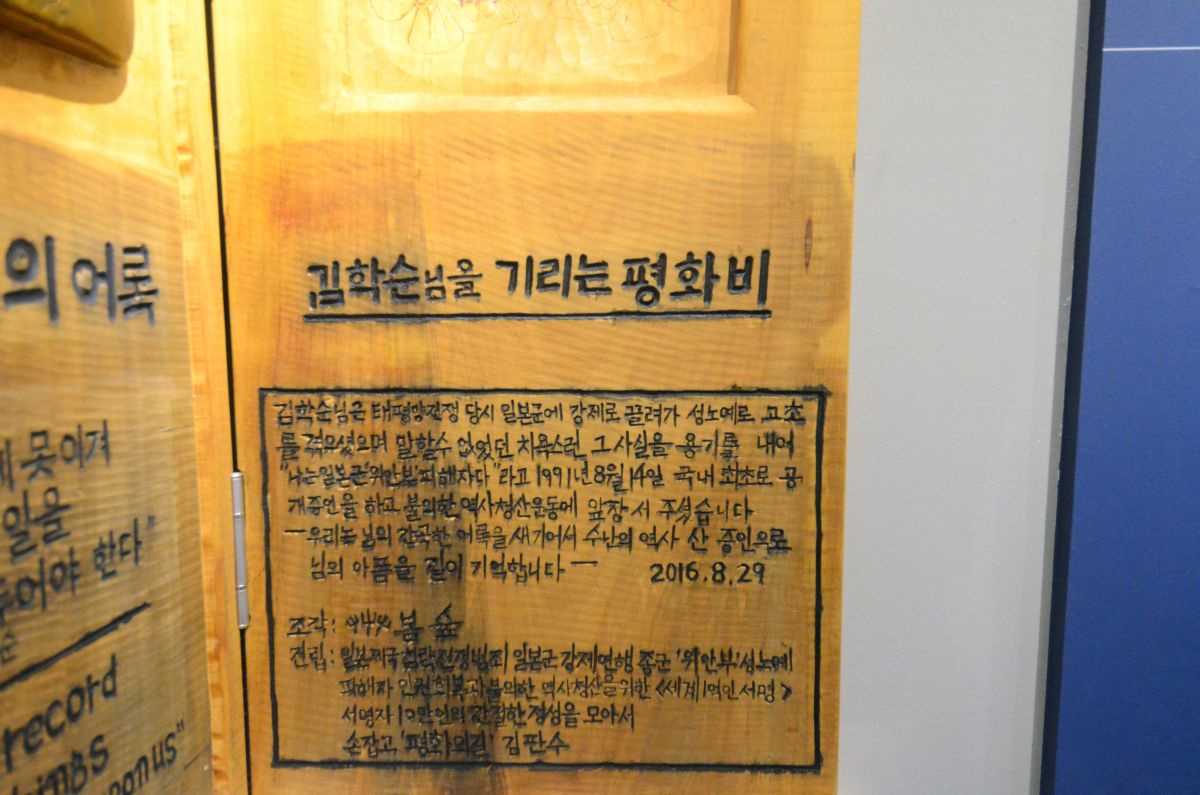 의 어록
못이겨
일을
두어야 한다"
순
record
things
upon us"
김학순님을 기리는 평화비
김학순님은 태평양전쟁 당시 일본군에 강제로 끌려가 성노예로 고초
를 겪으셨으며 말할수 없었던 치욕스런 그 사실을 용기를 내어
"나는 일본군'위안부'피해자다"라고 1991년 8월 14일 국내 최초로 공
개증언을 하고 불의한 역사청산운동에 앞장 서 주셨습니다
ㅡ우리는 님의 간곡한 어록을 새기어서 수난의 역사 산 증인으로
님의 아픔을 깊이 기억합니다ㅡ 2016.8.29
조각: 봄 숲
건립: 일본제국 침략전쟁범죄 일본군 강제연행 종군 '위안부'성노예
피해자 인권회복과 불의한 역사청산을 위한 <세계1억인서명>
서명자 10만인의 간절한 정성을 모아서
손잡고 '평화의길' 김판수